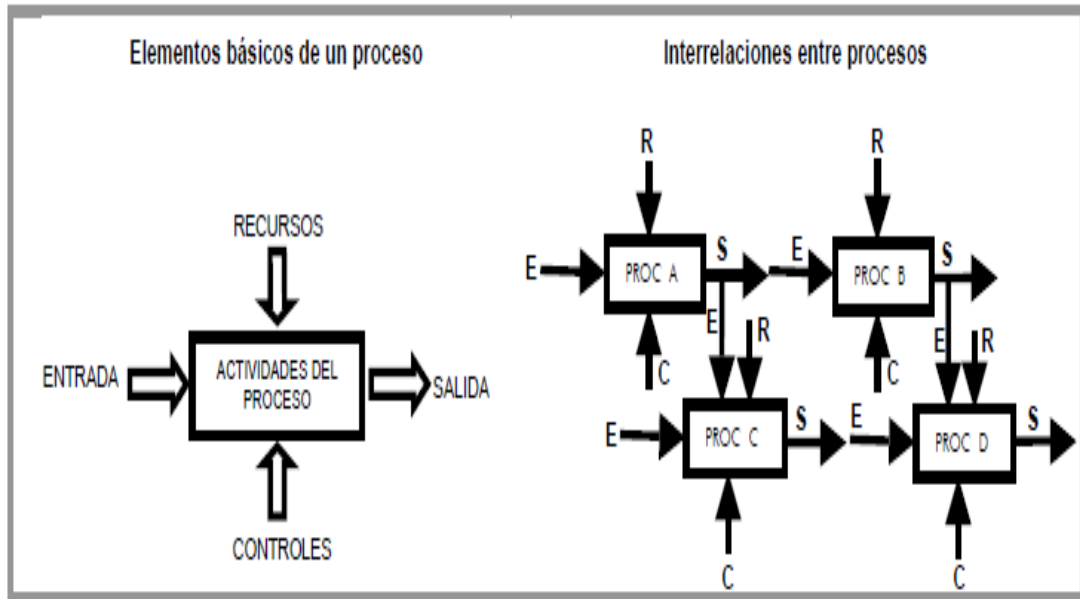 Elementos básicos de un proceso
RECURSOS
ENTRADA
ACTIVIDADES DEL
PROCESO
SALIDA
CONTROLES
Interrelaciones entre procesos
R
R
E
PROC A
S
E
PROC B
S
E
R
E
R
C
C
E
PROC C
S
E
PROC D
S
C
C